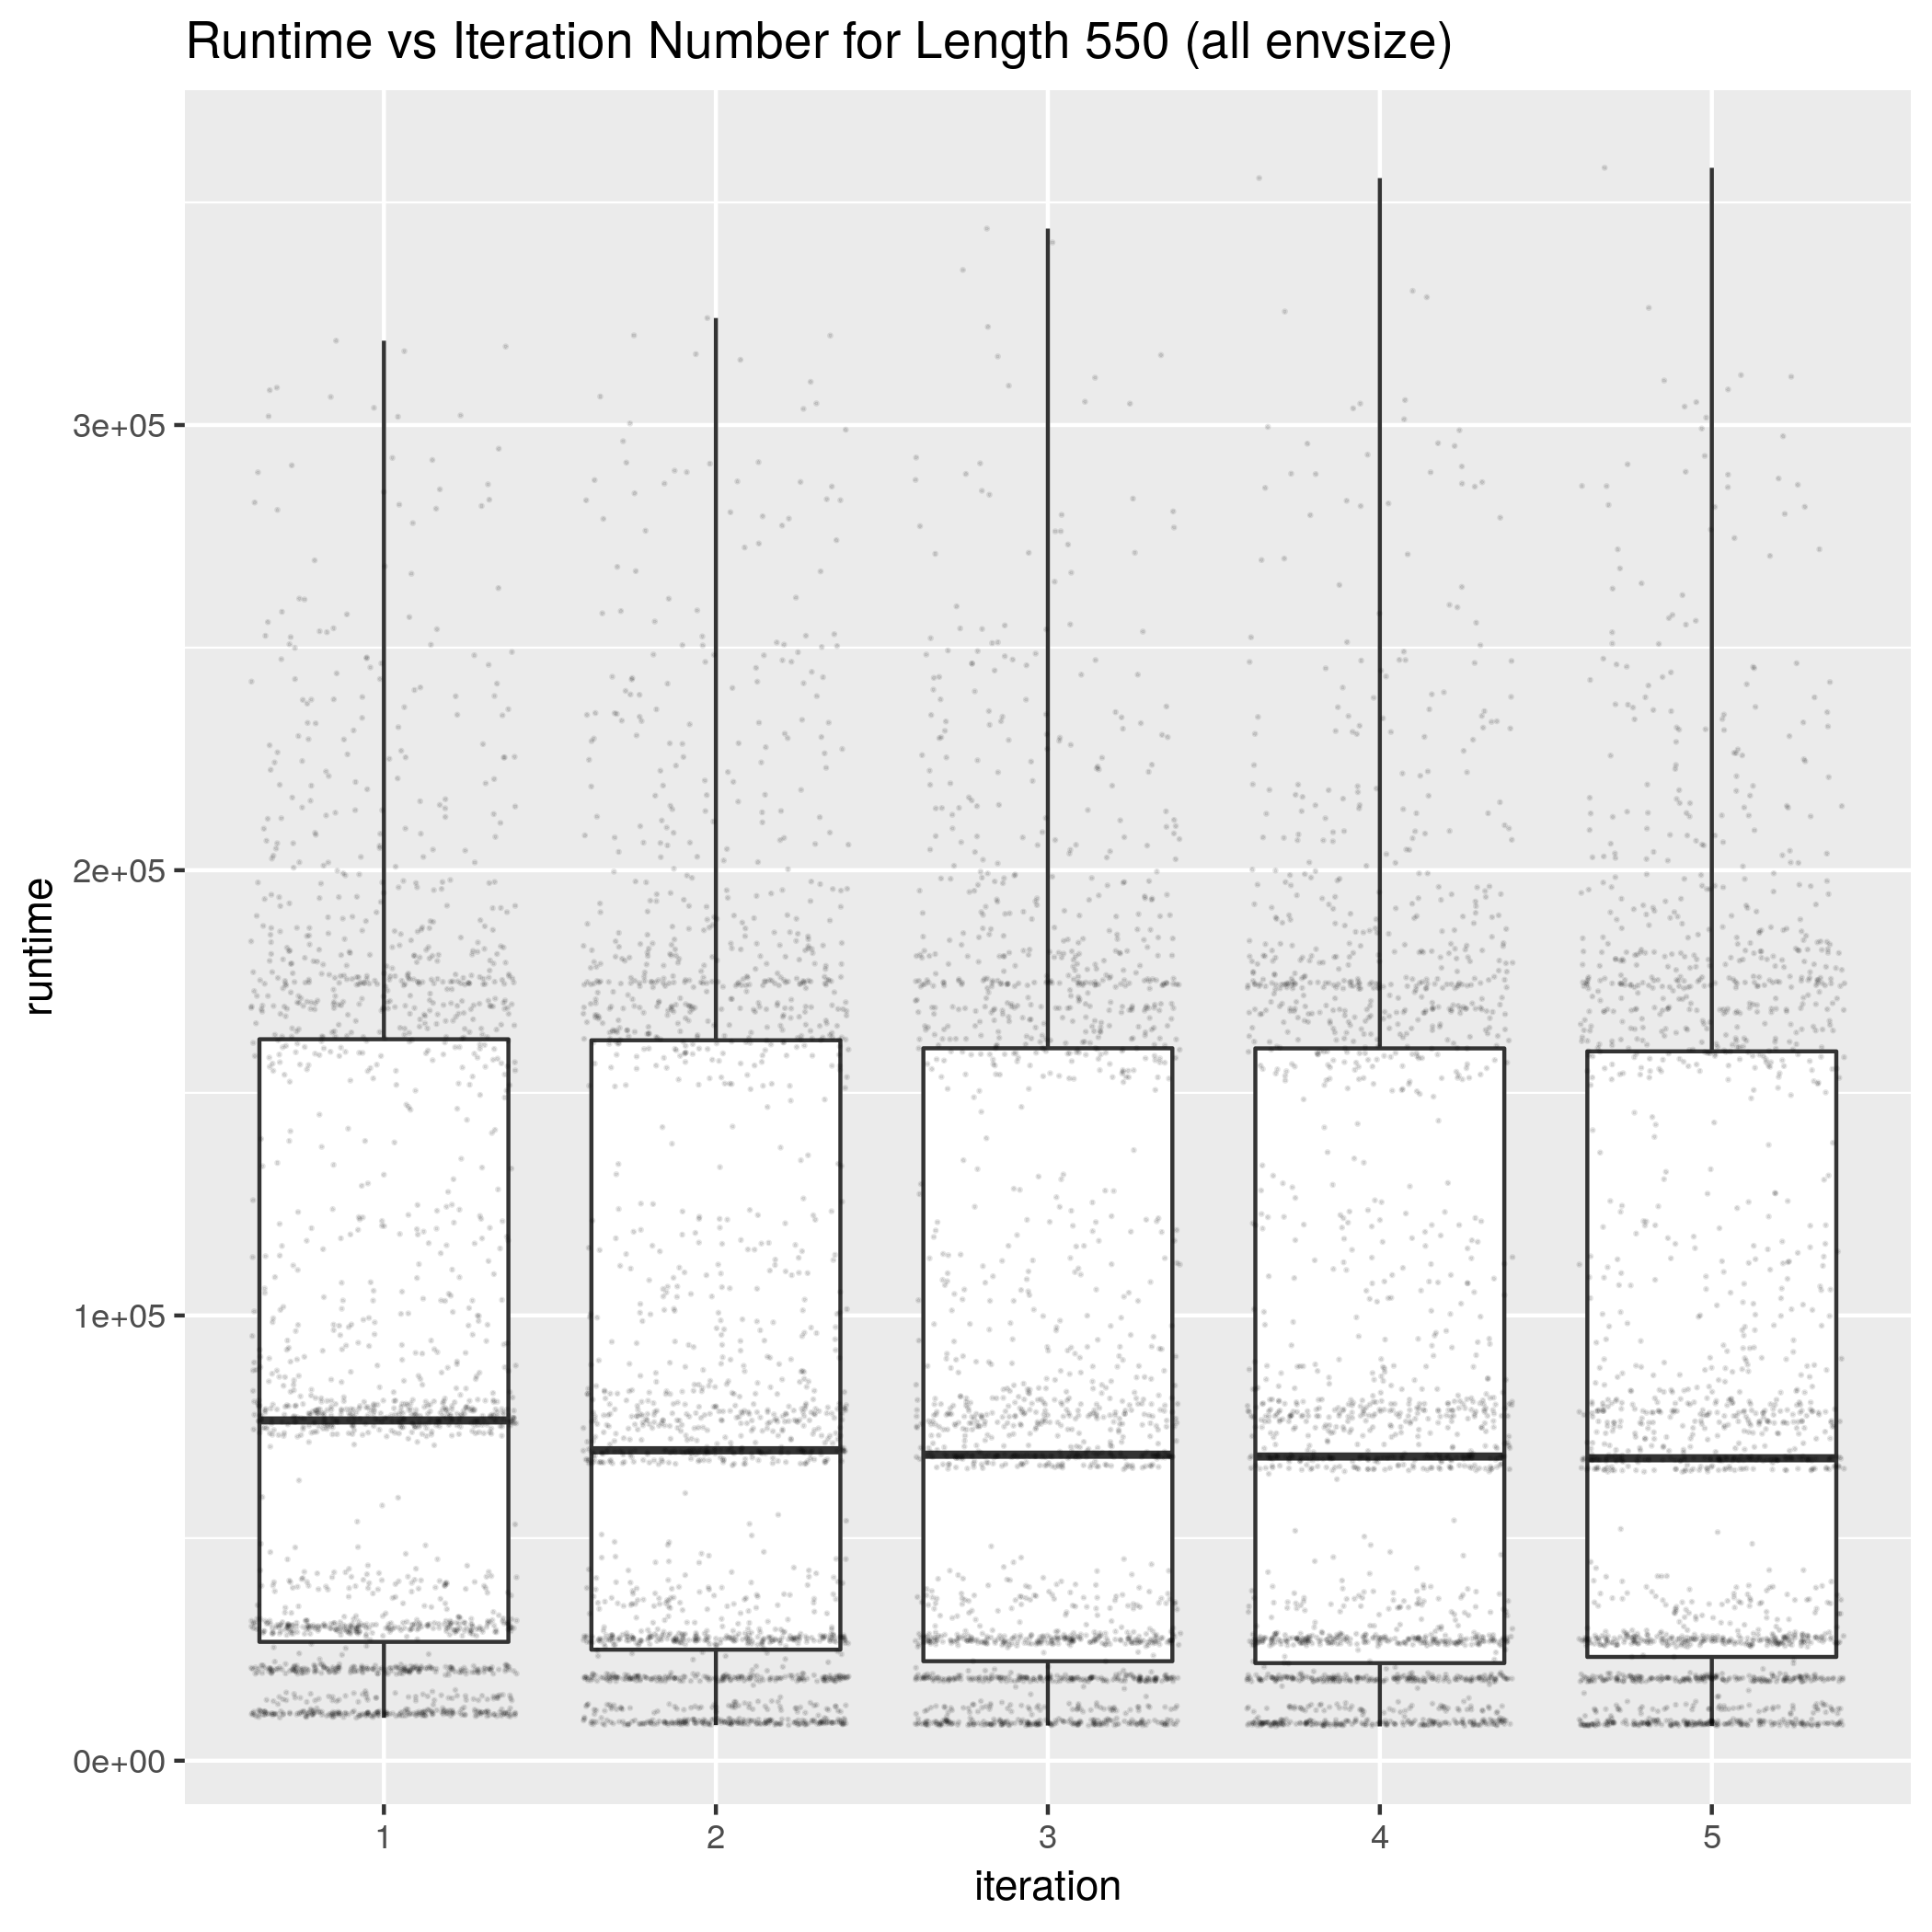 Runtime vs Iteration Number for Length 550 (all envsize)
runtime
3e+05
2e+05
1e+05
0e+00
1 2 3 4 5
iteration